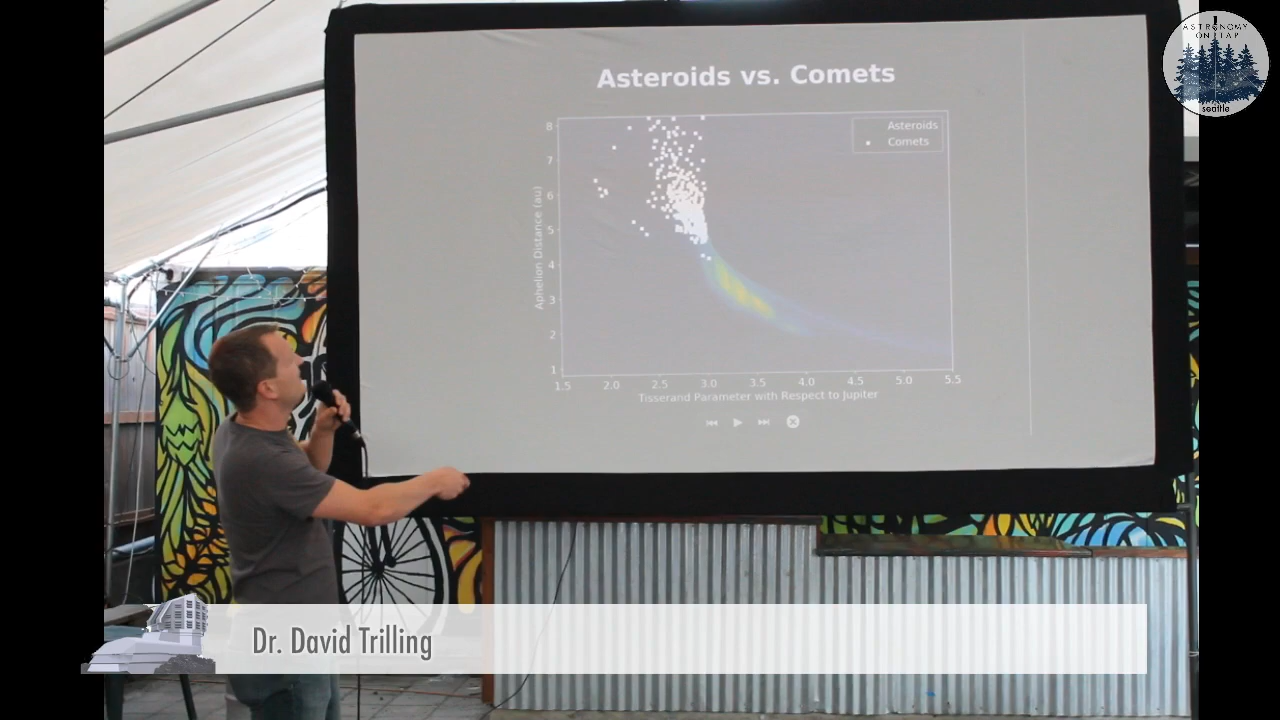 ASTRONOMY
ON TAP
seattle
Asteroids vs. Comets
Asteroids
Comets
Aphelion Distance (au)
8
7
6
5
4
3
2
1
1.5 2.0 2.5 3.0 3.5 4.0 4.5 5.0 5.5
Tisserand Parameter with Respect to Jupiter
Dr. David Trilling